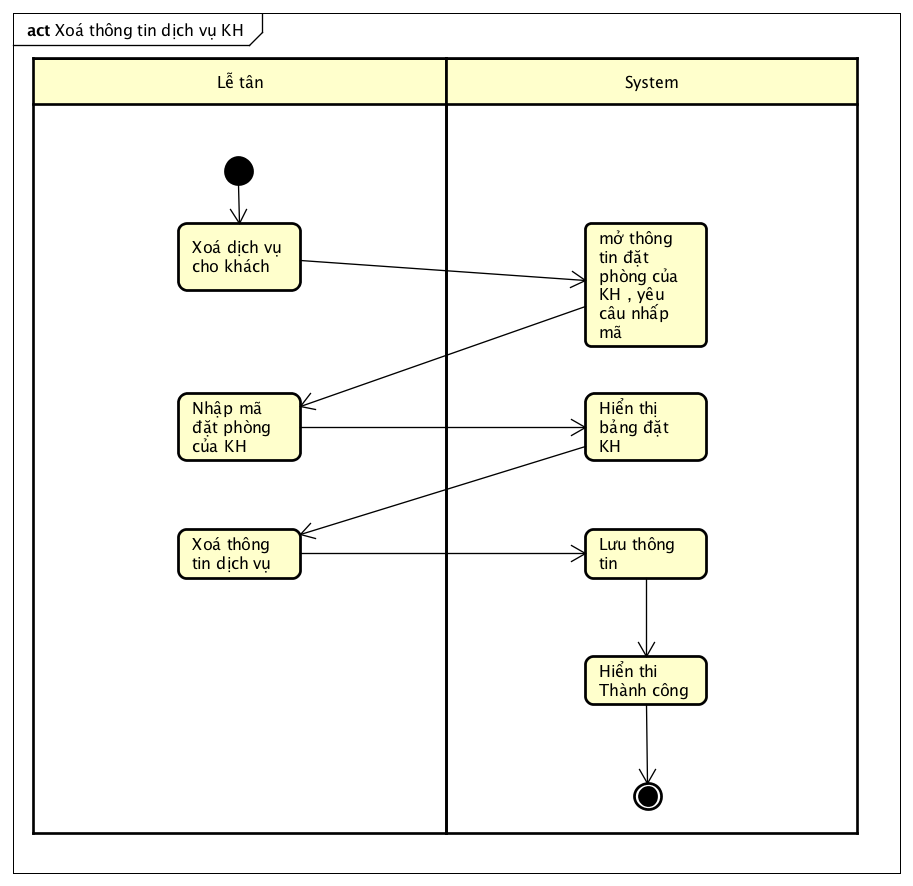 act Xoá thông tin dịch vụ KH
Lễ tân
System
Xoá dịch vụ
cho khách
mở thông
tin đặt
phòng của
KH , yêu
câu nhấp
mã
Nhập mã
đặt phòng
của KH
Hiển thị
bảng đặt
KH
Xoá thông
tin dịch vụ
Lưu thông
tin
Hiển thi
Thành công